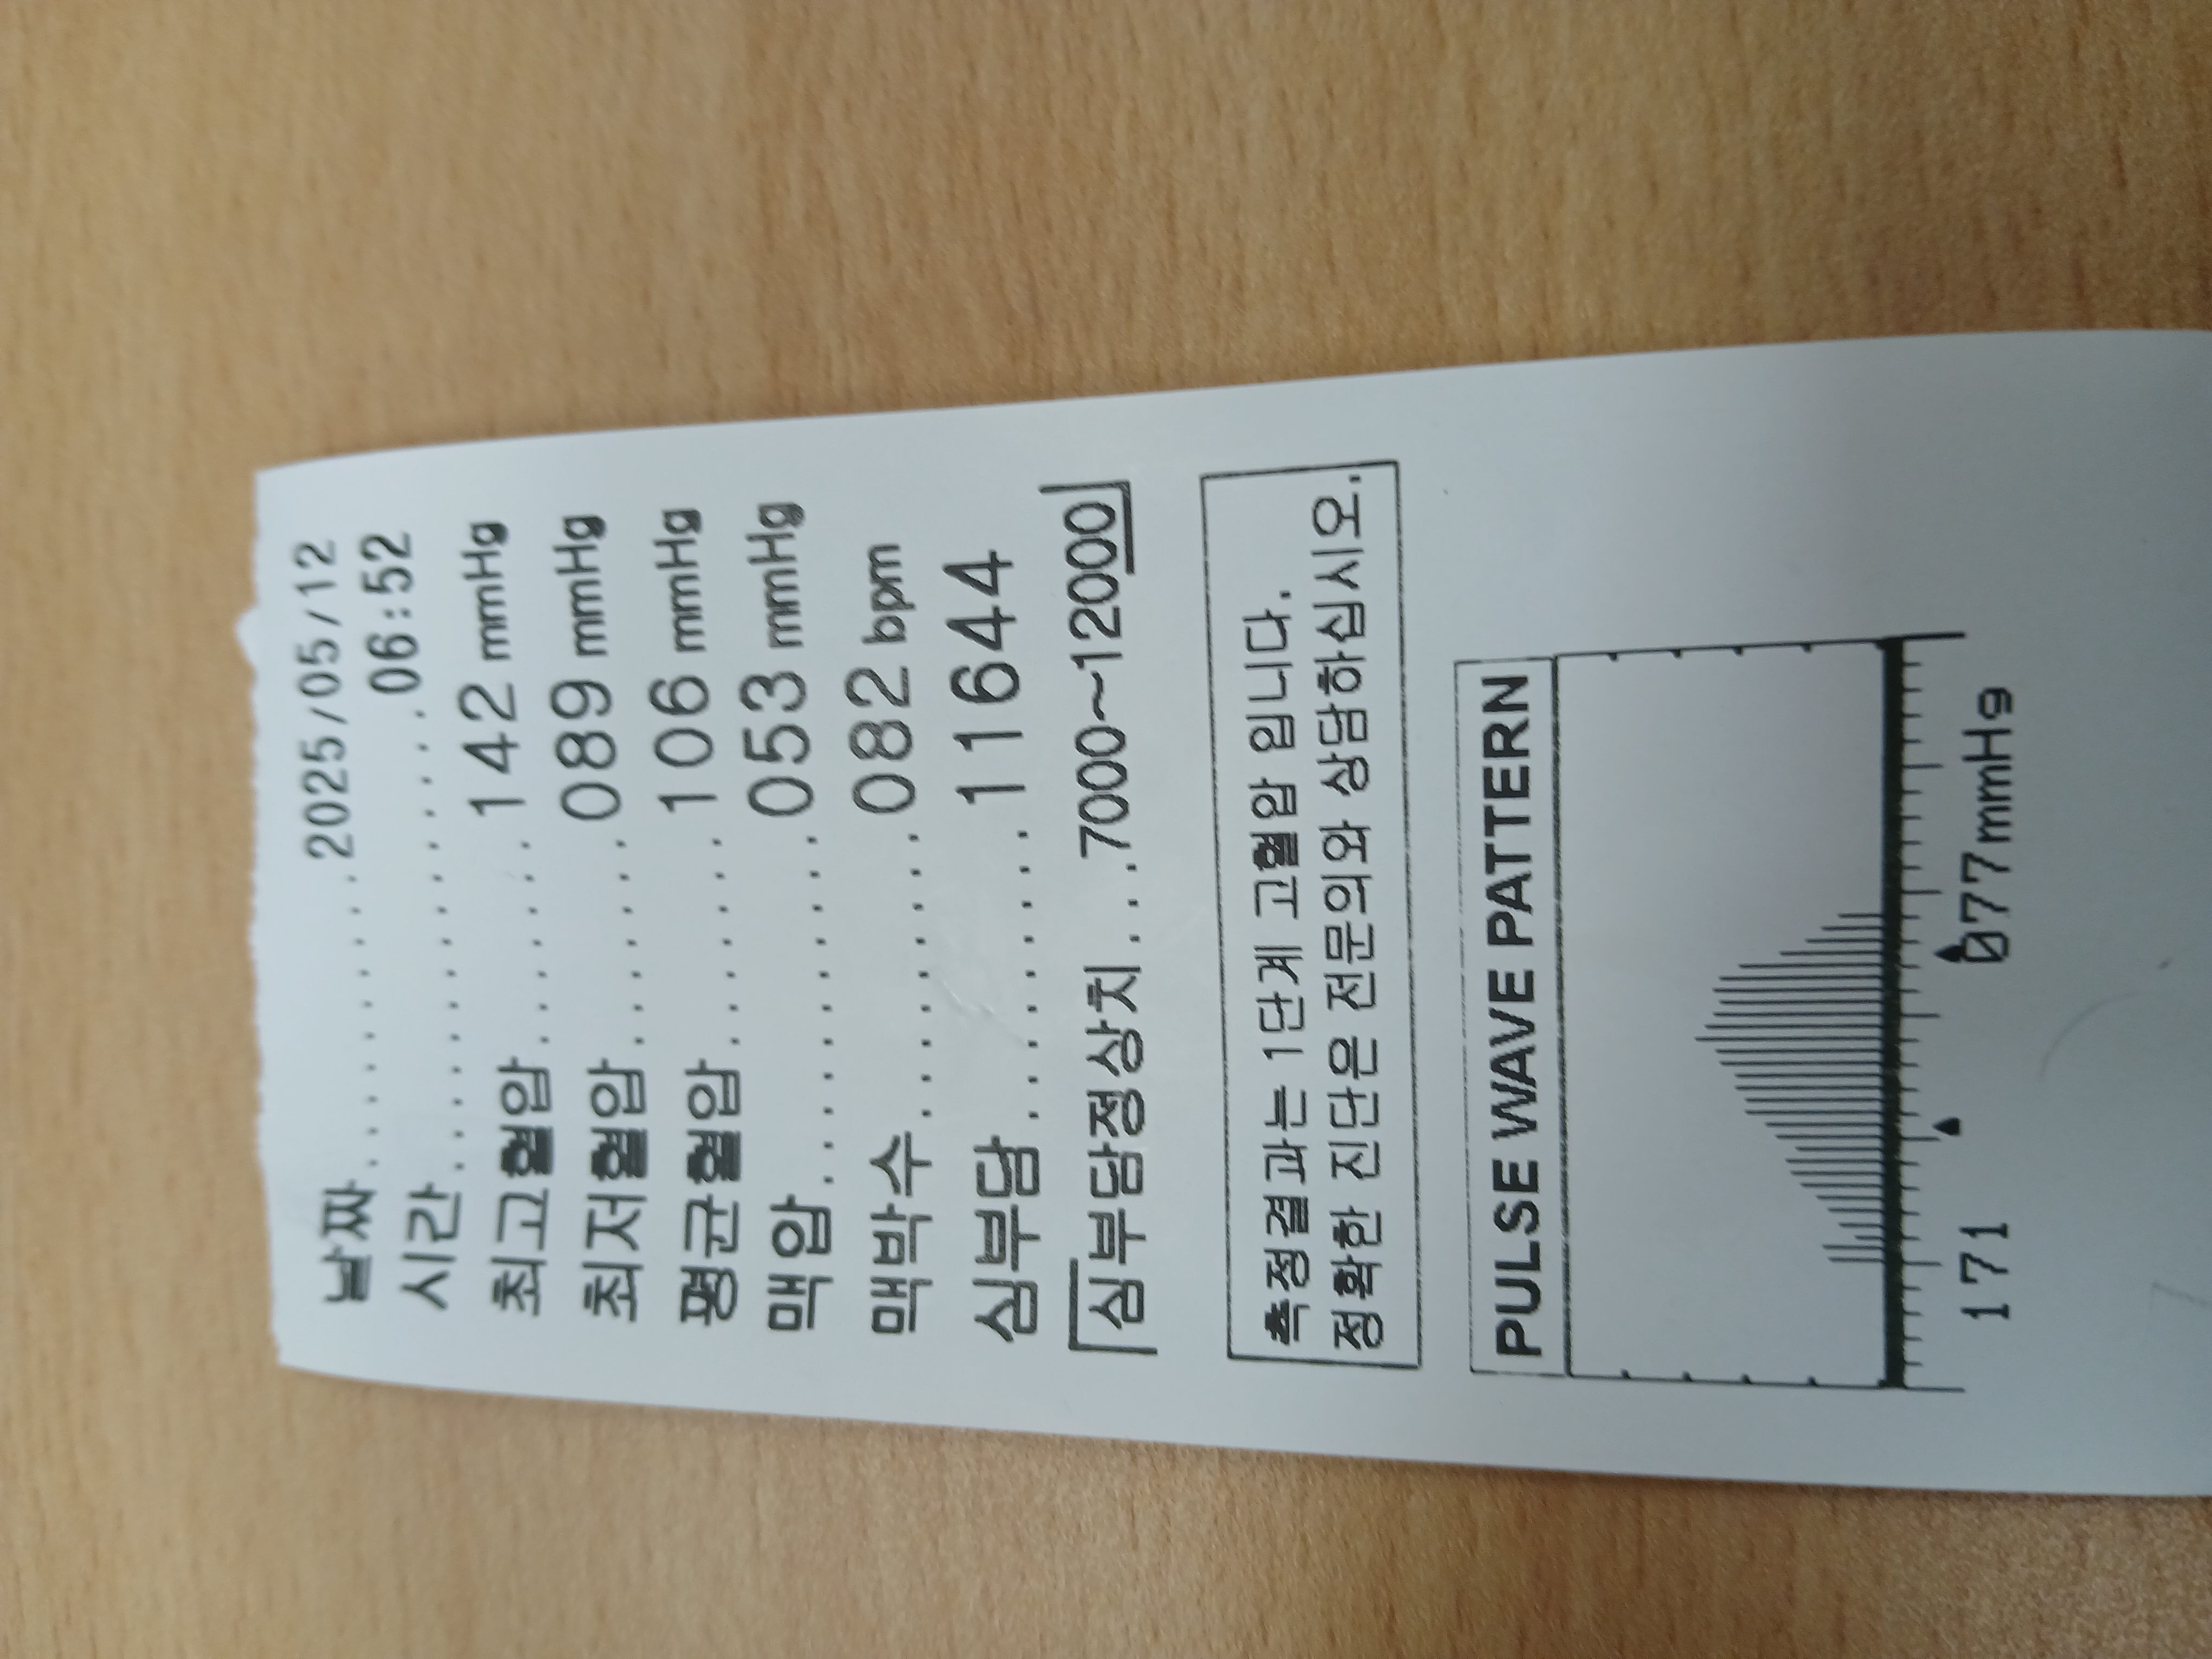 날짜...............2025/05/12
시간...................06:52
최고혈압..........142 mmHg
최저혈압..........089 mmHg
평균혈압..........106 mmHg
맥압..............053 mmHg
맥박수............082 bpm
심부담............11644
심부담정상치...7000~12000
측정결과는 1단계 고혈압 입니다.
정확한 진단은 전문의와 상담하십시오.
PULSE WAVE PATTERN
171 077mmHg